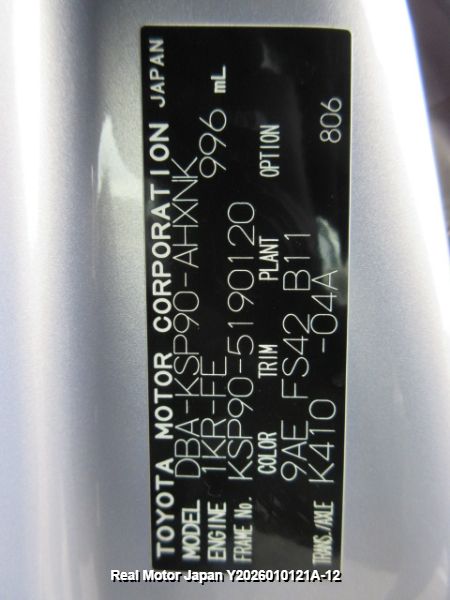 TOYOTA MOTOR CORPORATION JAPAN
MODEL DBA-KSP90-AHXNK
ENGINE 1KR-FE 996 mL
FRAME No. KSP90-5190120
COLOR TRIM PLANT OPTION
9AE FS42 B11
TRANS./AXLE K410 -04A 806
Real Motor Japan Y2026010121A-12